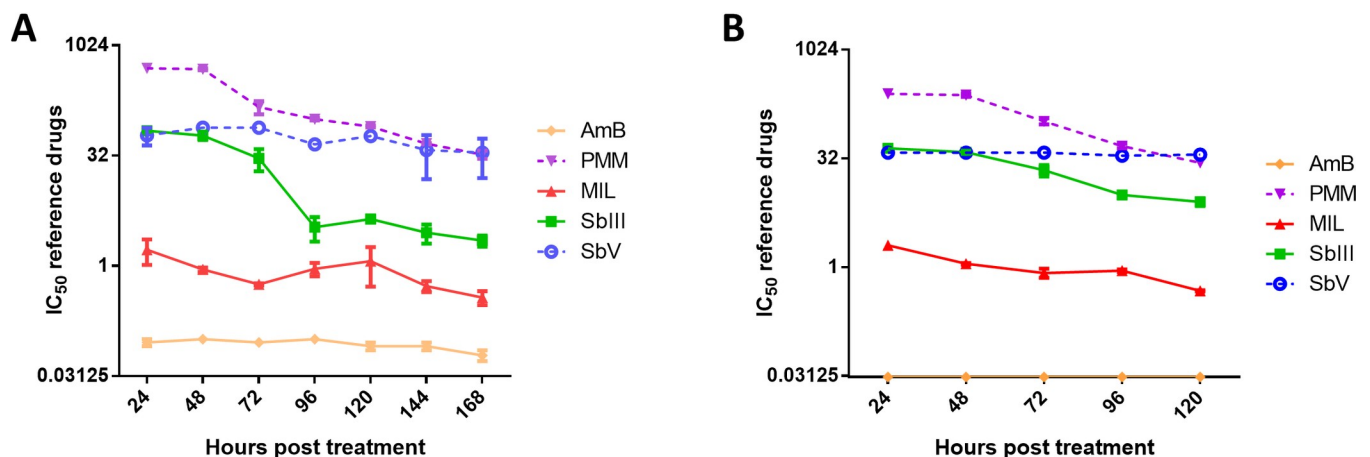 A
1024
32
1
0.03125
IC50 reference drugs
24 48 72 96 120 144 168
Hours post treatment
AmB
PMM
MIL
SbIII
SbV
B
1024
32
1
0.03125
IC50 reference drugs
24 48 72 96 120
Hours post treatment
AmB
PMM
MIL
SbIII
SbV